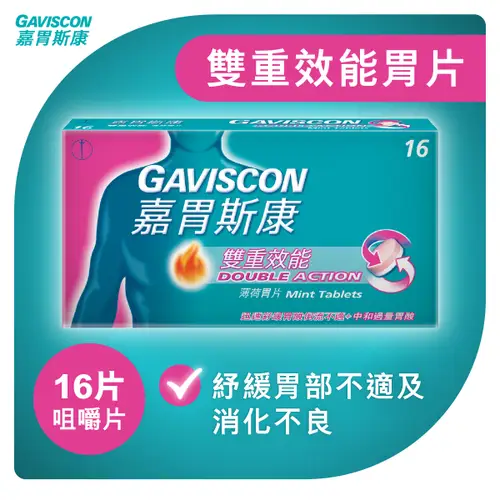 GAVISCON
嘉胃斯康
雙重效能胃片
16
16
GAVISCON
嘉胃斯康
雙重效能
DOUBLE ACTION
薄荷胃片 Mint Tablets
16片
咀嚼片
紓緩胃部不適及
消化不良